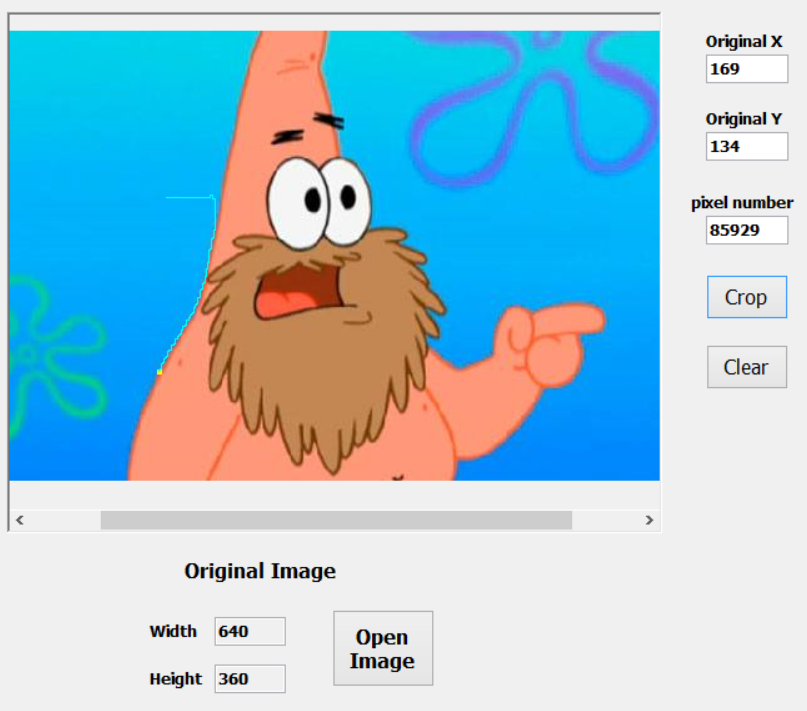 Original X
169
Original Y
134
pixel number
85929
Crop
Clear
Original Image
Width 640
Height 360
Open
Image